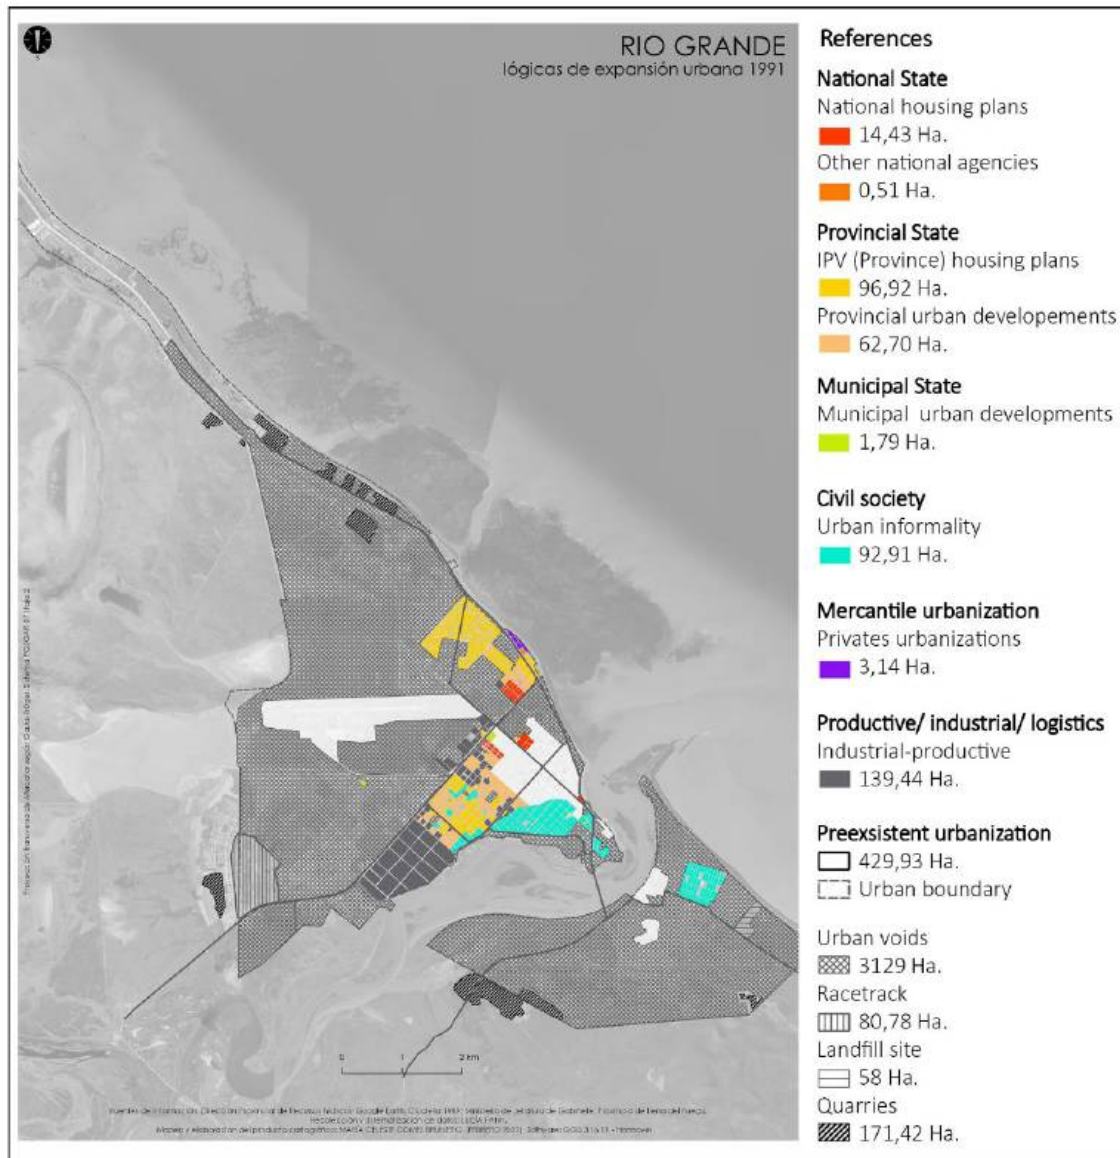 RIO GRANDE
lógicas de expansión urbana 1991
S
0 1 2 km
References
National State
National housing plans
14,43 Ha.
Other national agencies
0,51 Ha.
Provincial State
IPV (Province) housing plans
96,92 Ha.
Provincial urban developements
62,70 Ha.
Municipal State
Municipal urban developments
1,79 Ha.
Civil society
Urban informality
92,91 Ha.
Mercantile urbanization
Privates urbanizations
3,14 Ha.
Productive/ industrial/ logistics
Industrial-productive
139,44 Ha.
Preexsistent urbanization
429,93 Ha.
Urban boundary
Urban voids
3129 Ha.
Racetrack
80,78 Ha.
Landfill site
58 Ha.
Quarries
171,42 Ha.